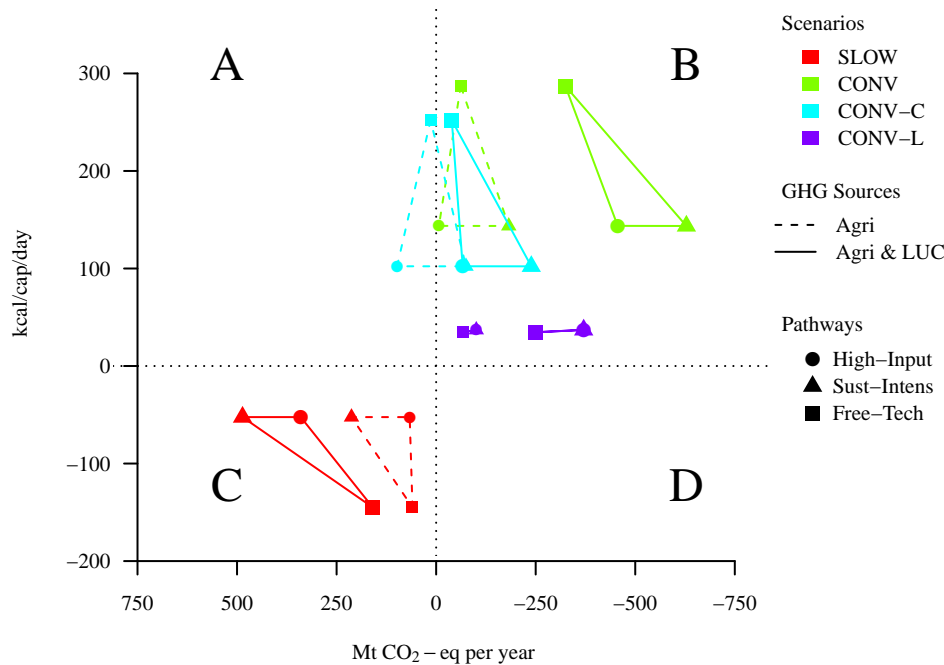 A
B
C
D
kcal/cap/day
300
200
100
0
−100
−200
750
500
250
0
−250
−500
−750
Mt CO₂ − eq per year
Scenarios
SLOW
CONV
CONV−C
CONV−L
GHG Sources
Agri
Agri & LUC
Pathways
High−Input
Sust−Intens
Free−Tech